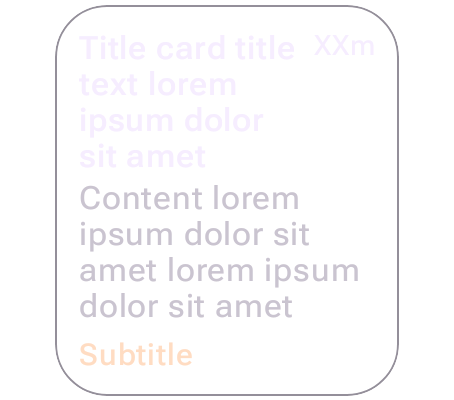 Title card title XXm
text lorem
ipsum dolor
sit amet
Content lorem
ipsum dolor sit
amet lorem ipsum
dolor sit amet
Subtitle